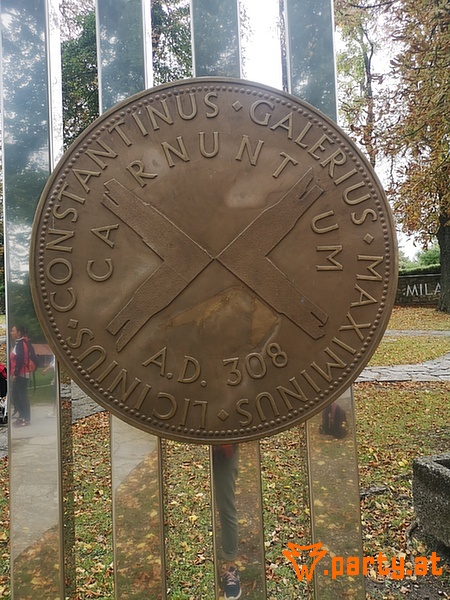 CONSTANTINUS · GALERIUS · MAXIMINUS · LICINIUS ·
CARNUNTUM
A.D. 308
MILA
W.party.at